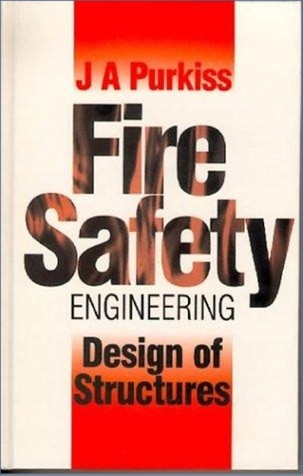 J A Purkiss
Fire
Safety
ENGINEERING
Design of
Structures